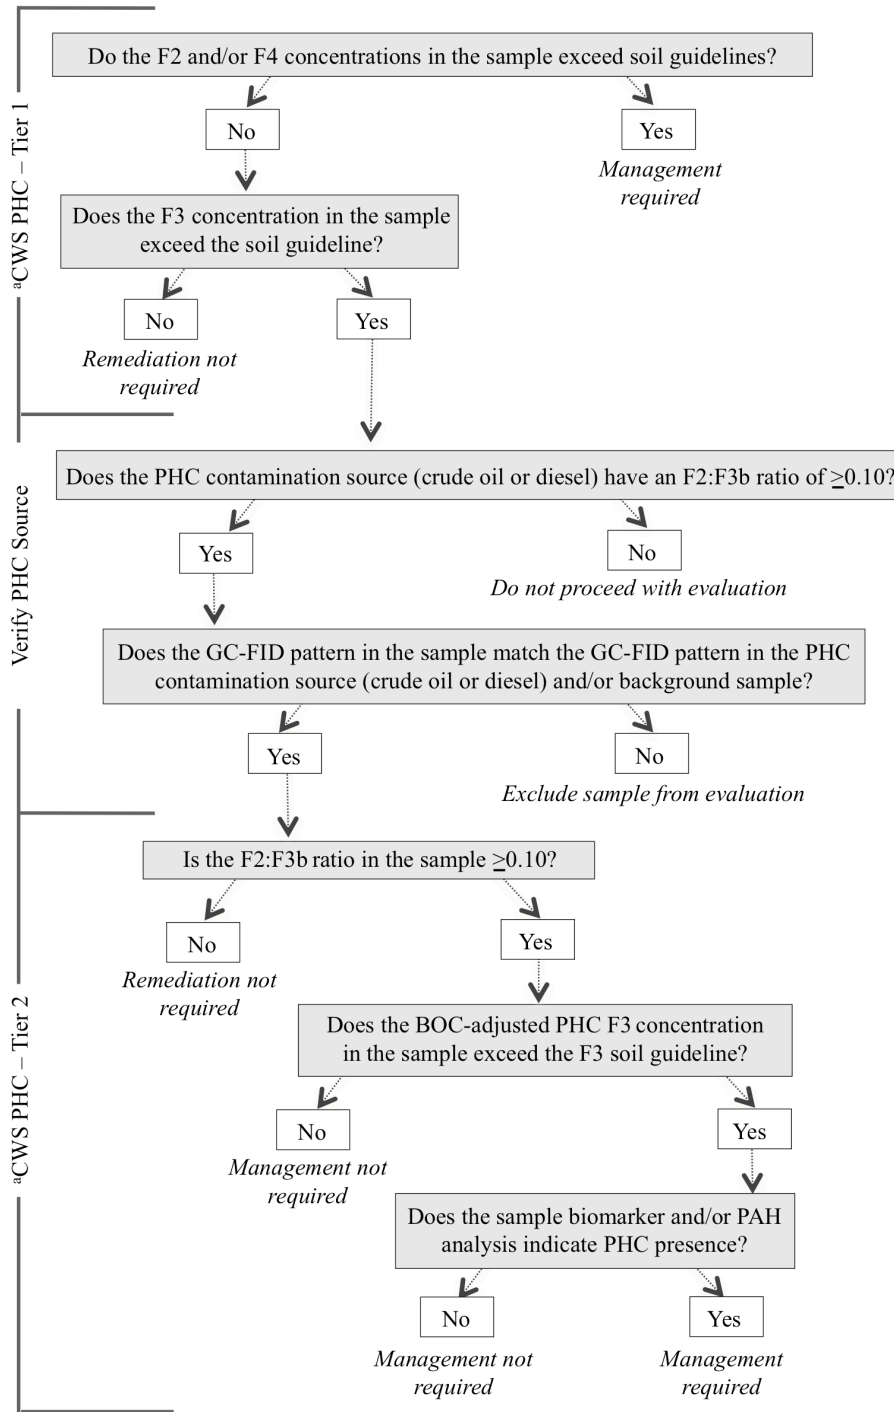 ᵃCWS PHC – Tier 1
Do the F2 and/or F4 concentrations in the sample exceed soil guidelines?
No
Yes
Management
required
Does the F3 concentration in the sample
exceed the soil guideline?
No
Yes
Remediation not
required
Verify PHC Source
Does the PHC contamination source (crude oil or diesel) have an F2:F3b ratio of ≥0.10?
Yes
No
Do not proceed with evaluation
Does the GC-FID pattern in the sample match the GC-FID pattern in the PHC
contamination source (crude oil or diesel) and/or background sample?
Yes
No
Exclude sample from evaluation
ᵃCWS PHC – Tier 2
Is the F2:F3b ratio in the sample ≥0.10?
No
Yes
Remediation not
required
Does the BOC-adjusted PHC F3 concentration
in the sample exceed the F3 soil guideline?
No
Yes
Management not
required
Does the sample biomarker and/or PAH
analysis indicate PHC presence?
No
Yes
Management not
required
Management
required